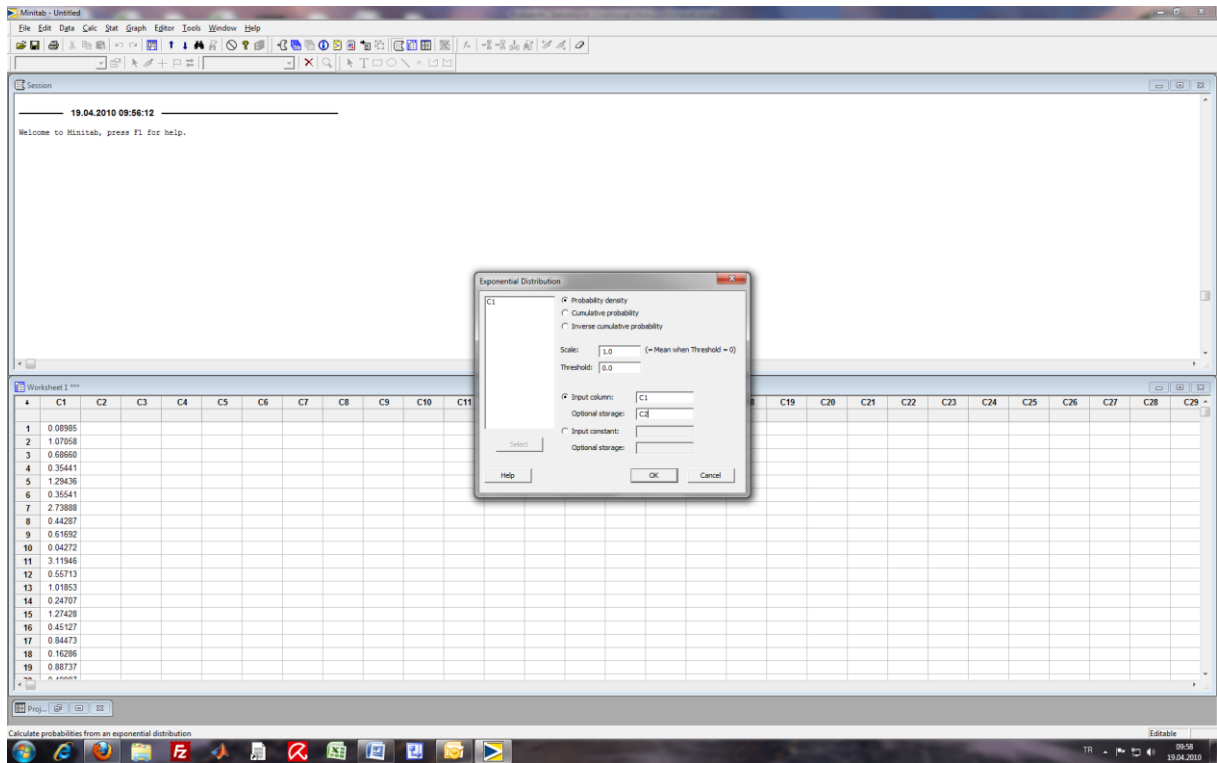 Minitab - Untitled
File Edit Data Calc Stat Graph Editor Tools Window Help
Session
19.04.2010 09:56:12
Welcome to Minitab, press F1 for help.
Exponential Distribution
C1
Probability density
Cumulative probability
Inverse cumulative probability
Scale: 1.0 (= Mean when Threshold = 0)
Threshold: 0.0
Input column: C1
Optional storage: C2
Input constant:
Optional storage:
Select
Help OK Cancel
Worksheet 1 ***
C1 C2 C3 C4 C5 C6 C7 C8 C9 C10 C11 C19 C20 C21 C22 C23 C24 C25 C26 C27 C28 C29
1 0.08985
2 1.07058
3 0.68660
4 0.35441
5 1.29436
6 0.35541
7 2.73888
8 0.44287
9 0.61692
10 0.04272
11 3.11946
12 0.55713
13 1.01853
14 0.24707
15 1.27428
16 0.45127
17 0.84473
18 0.16286
19 0.88737
Proj...
Calculate probabilities from an exponential distribution
Editable
TR
09:58
19.04.2010